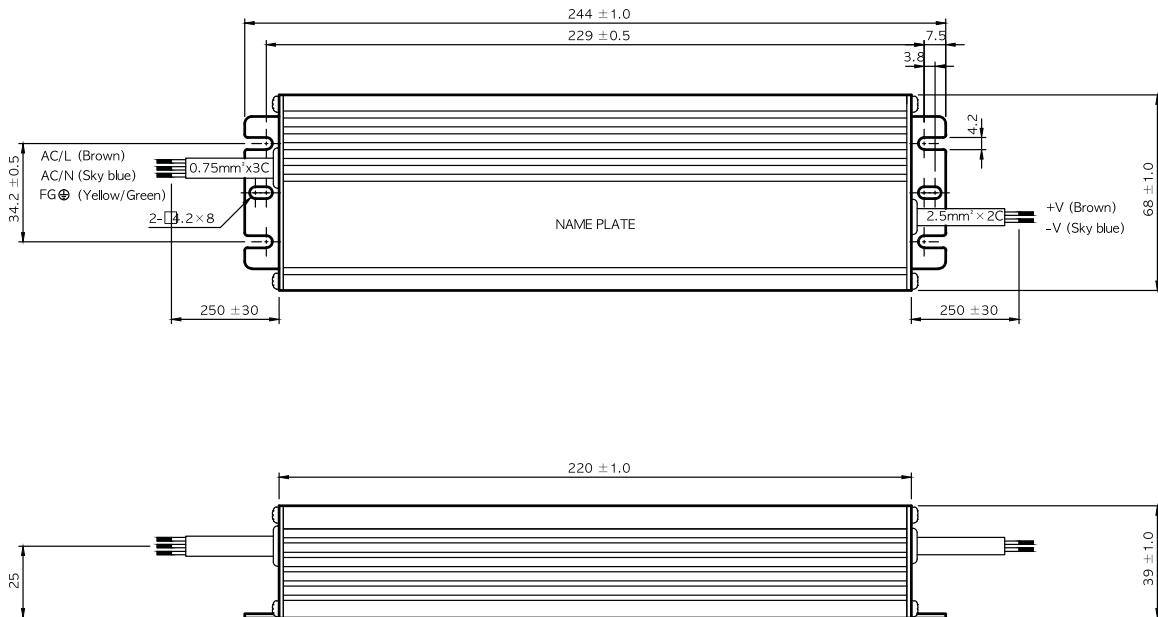 244 ±1.0
229 ±0.5
7.5
3.8
4.2
34.2 ±0.5
AC/L (Brown)
AC/N (Sky blue)
FG⏚ (Yellow/Green)
0.75mm²x3C
2-□4.2×8
NAME PLATE
2.5mm²×2C
+V (Brown)
-V (Sky blue)
68 ±1.0
250 ±30
250 ±30
220 ±1.0
25
39 ±1.0